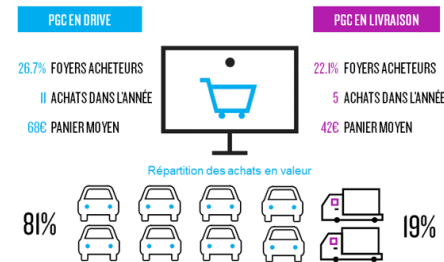 PGC EN DRIVE
PGC EN LIVRAISON
26.7% FOYERS ACHETEURS
11 ACHATS DANS L'ANNÉE
68€ PANIER MOYEN
22.1% FOYERS ACHETEURS
5 ACHATS DANS L'ANNÉE
42€ PANIER MOYEN
Répartition des achats en valeur
81%
19%